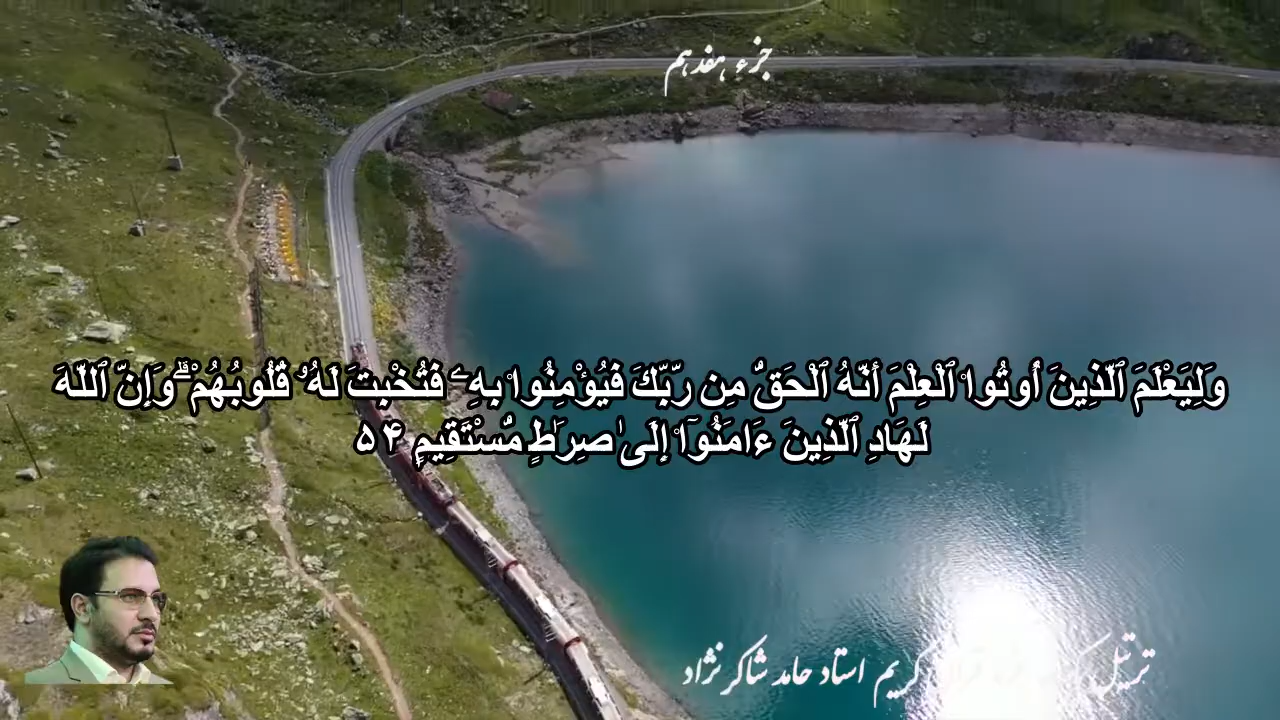 جزء هفدهم
وَلِيَعْلَمَ ٱلَّذِينَ أُوتُوا۟ ٱلْعِلْمَ أَنَّهُ ٱلْحَقُّ مِن رَّبِّكَ فَيُؤْمِنُوا۟ بِهِۦ فَتُخْبِتَ لَهُۥ قُلُوبُهُمْ ۗ وَإِنَّ ٱللَّهَ
لَهَادِ ٱلَّذِينَ ءَامَنُوٓا۟ إِلَىٰ صِرَٰطٍ مُّسْتَقِيمٍ ۵۴
ترتیل کریم استاد حامد شاکرنژاد